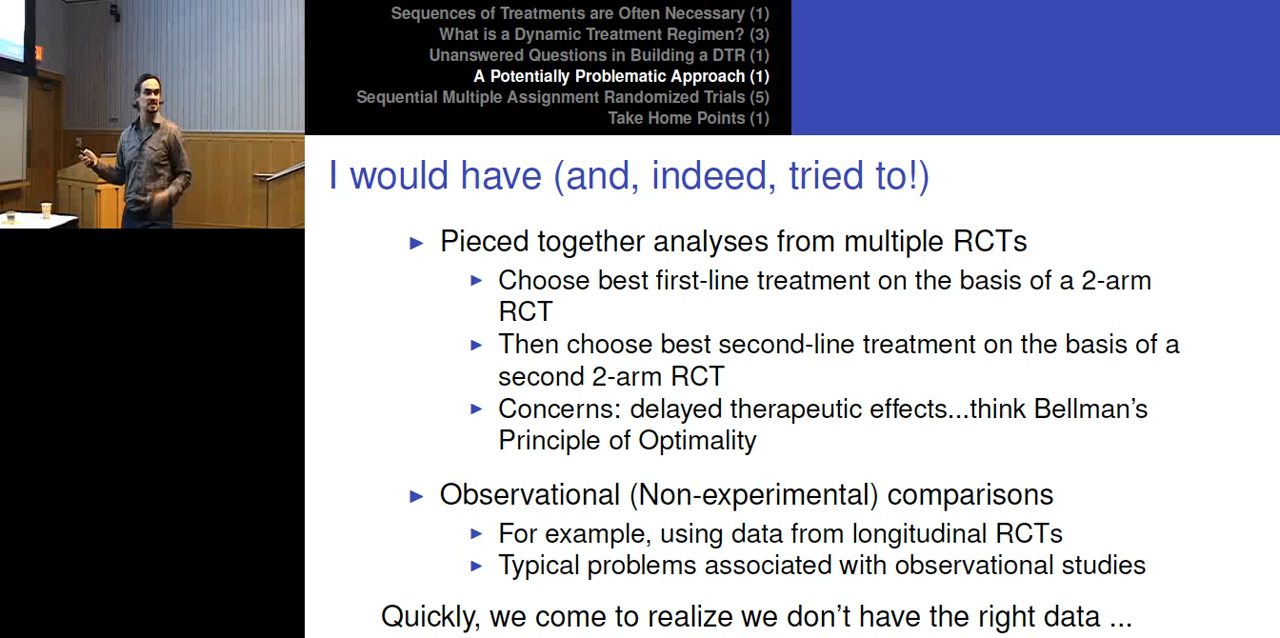 Sequences of Treatments are Often Necessary (1)
What is a Dynamic Treatment Regimen? (3)
Unanswered Questions in Building a DTR (1)
A Potentially Problematic Approach (1)
Sequential Multiple Assignment Randomized Trials (5)
Take Home Points (1)
I would have (and, indeed, tried to!)
Pieced together analyses from multiple RCTs
Choose best first-line treatment on the basis of a 2-arm
RCT
Then choose best second-line treatment on the basis of a
second 2-arm RCT
Concerns: delayed therapeutic effects...think Bellman's
Principle of Optimality
Observational (Non-experimental) comparisons
For example, using data from longitudinal RCTs
Typical problems associated with observational studies
Quickly, we come to realize we don't have the right data ...